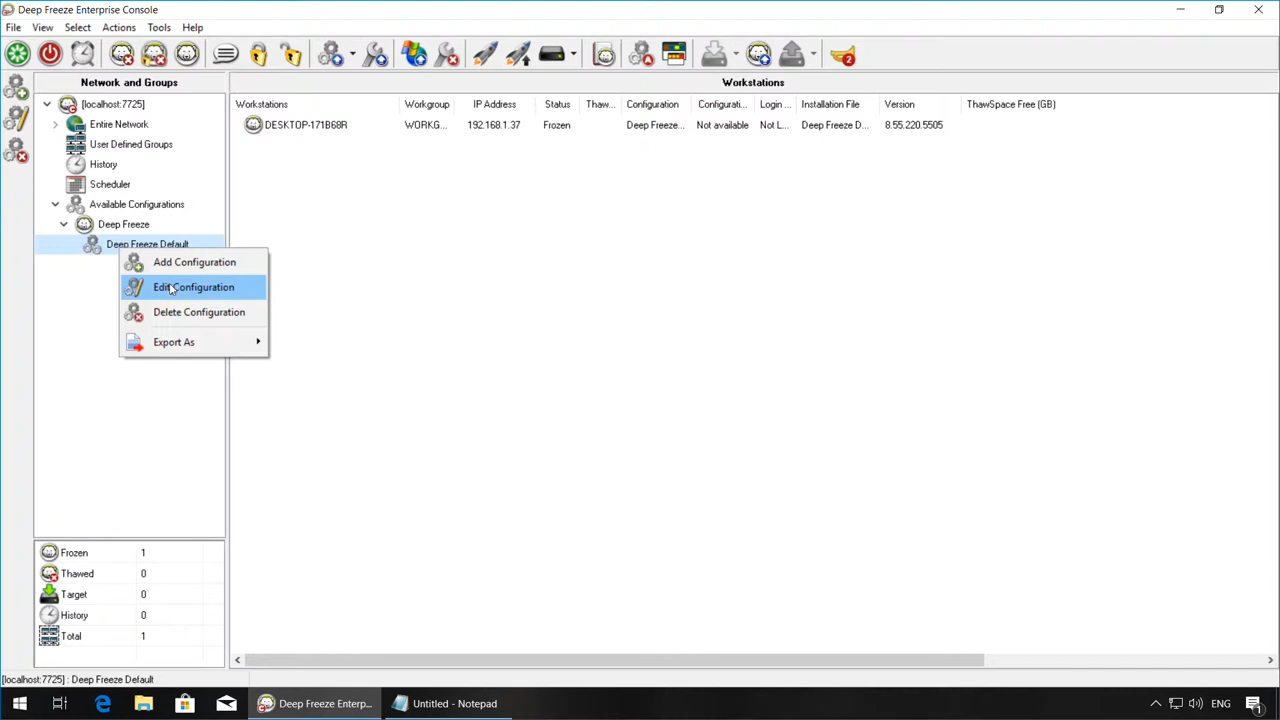 Deep Freeze Enterprise Console
File View Select Actions Tools Help
2
Network and Groups
Workstations
[localhost:7725]
Entire Network
User Defined Groups
History
Scheduler
Available Configurations
Deep Freeze
Deep Freeze Default
Add Configuration
Edit Configuration
Delete Configuration
Export As
Workstations Workgroup IP Address Status Thaw... Configuration Configurati... Login ... Installation File Version ThawSpace Free (GB)
DESKTOP-171B68R WORKG... 192.168.1.37 Frozen Deep Freeze... Not available Not L... Deep Freeze D... 8.55.220.5505
Frozen 1
Thawed 0
Target 0
History 0
Total 1
[localhost:7725] : Deep Freeze Default
Deep Freeze Enterp... Untitled - Notepad ENG 1